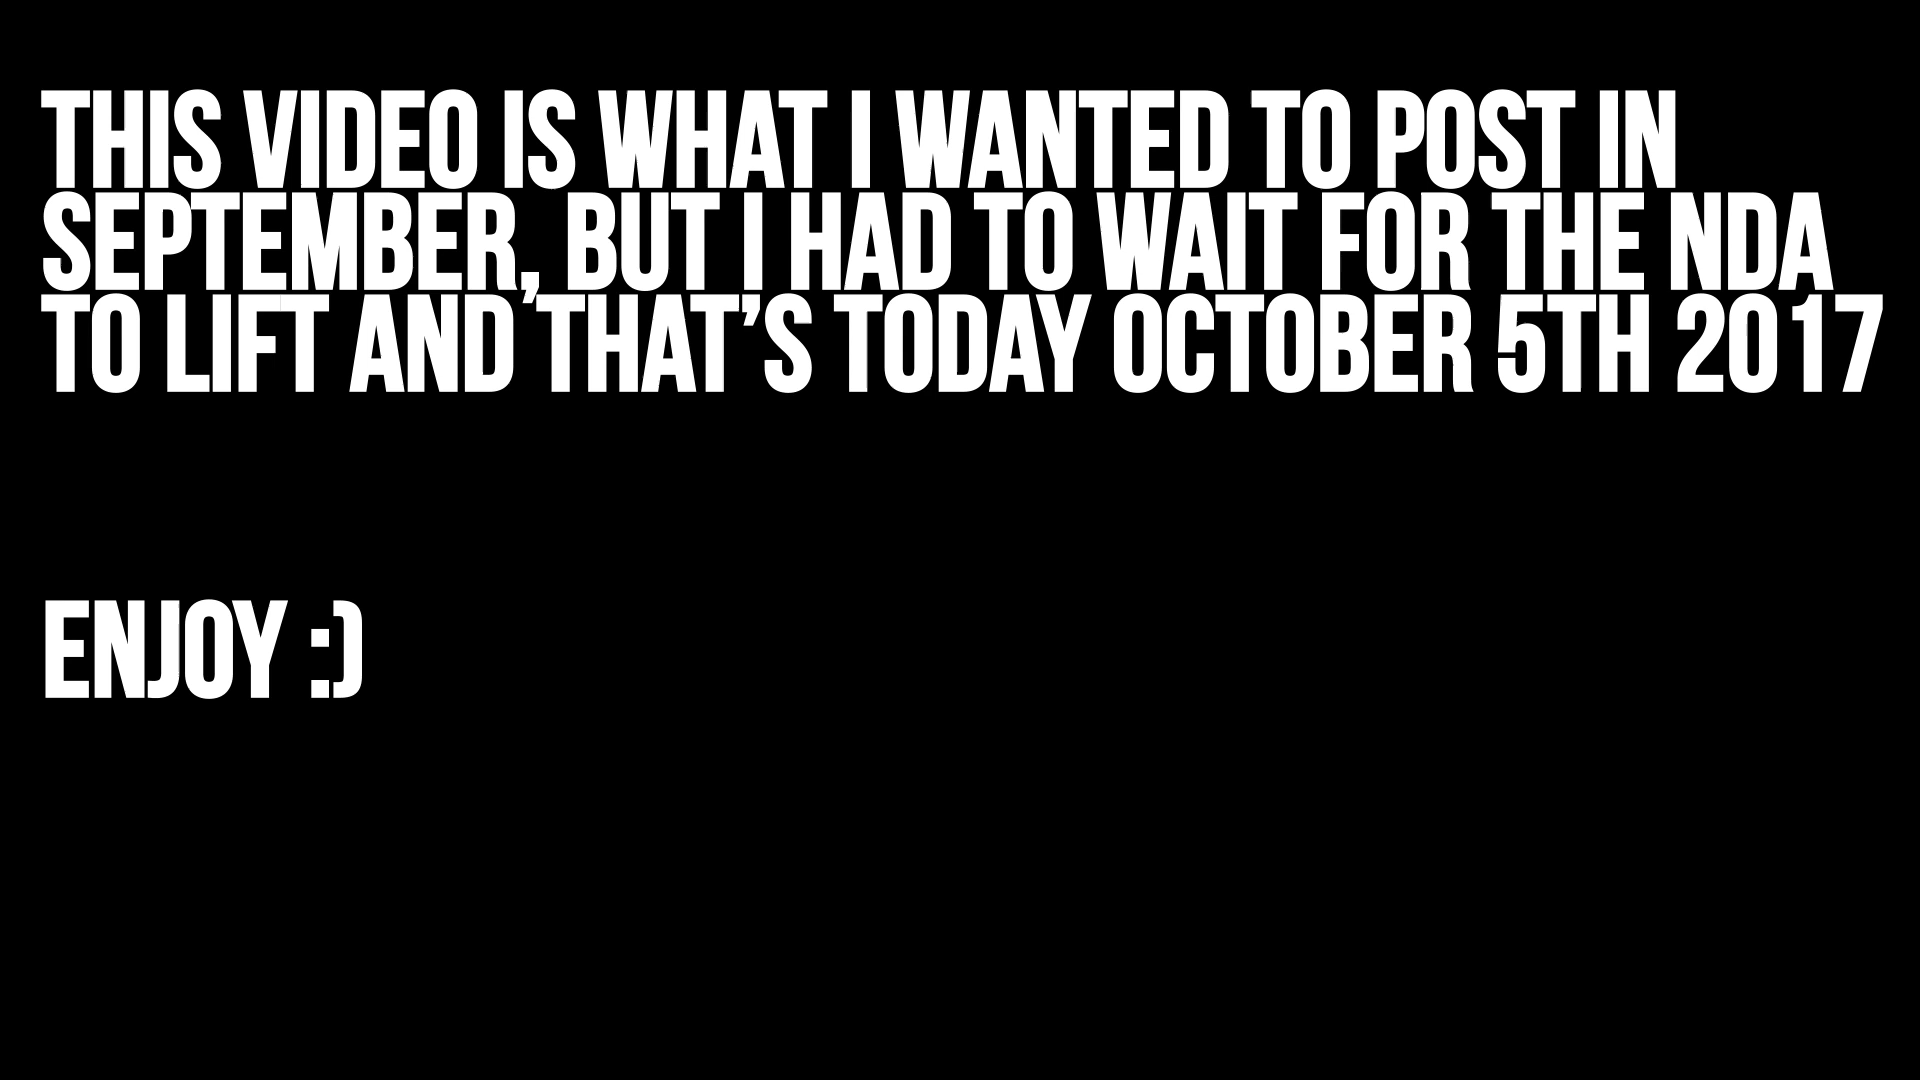 THIS VIDEO IS WHAT I WANTED TO POST IN
SEPTEMBER, BUT I HAD TO WAIT FOR THE NDA
TO LIFT AND THAT’S TODAY OCTOBER 5TH 2017
ENJOY :)